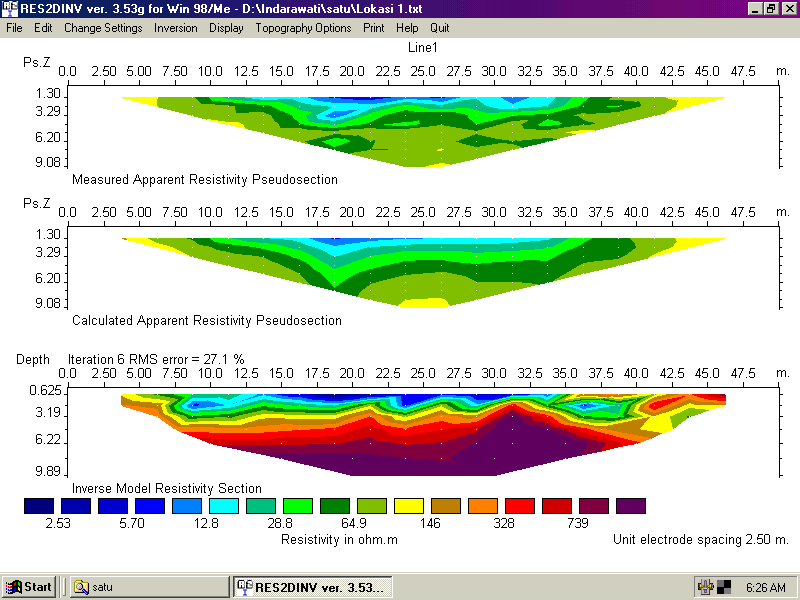 RES2DINV ver. 3.53g for Win 98/Me - D:\Indarawati\satu\Lokasi 1.txt
File Edit Change Settings Inversion Display Topography Options Print Help Quit
Line1
Ps.Z 0.0 2.50 5.00 7.50 10.0 12.5 15.0 17.5 20.0 22.5 25.0 27.5 30.0 32.5 35.0 37.5 40.0 42.5 45.0 47.5 m.
1.30
3.29
6.20
9.08
Measured Apparent Resistivity Pseudosection
Ps.Z 0.0 2.50 5.00 7.50 10.0 12.5 15.0 17.5 20.0 22.5 25.0 27.5 30.0 32.5 35.0 37.5 40.0 42.5 45.0 47.5 m.
1.30
3.29
6.20
9.08
Calculated Apparent Resistivity Pseudosection
Depth Iteration 6 RMS error = 27.1 %
0.0 2.50 5.00 7.50 10.0 12.5 15.0 17.5 20.0 22.5 25.0 27.5 30.0 32.5 35.0 37.5 40.0 42.5 45.0 47.5 m.
0.625
3.19
6.22
9.89
Inverse Model Resistivity Section
2.53 5.70 12.8 28.8 64.9 146 328 739
Resistivity in ohm.m Unit electrode spacing 2.50 m.
Start satu RES2DINV ver. 3.53... 6:26 AM